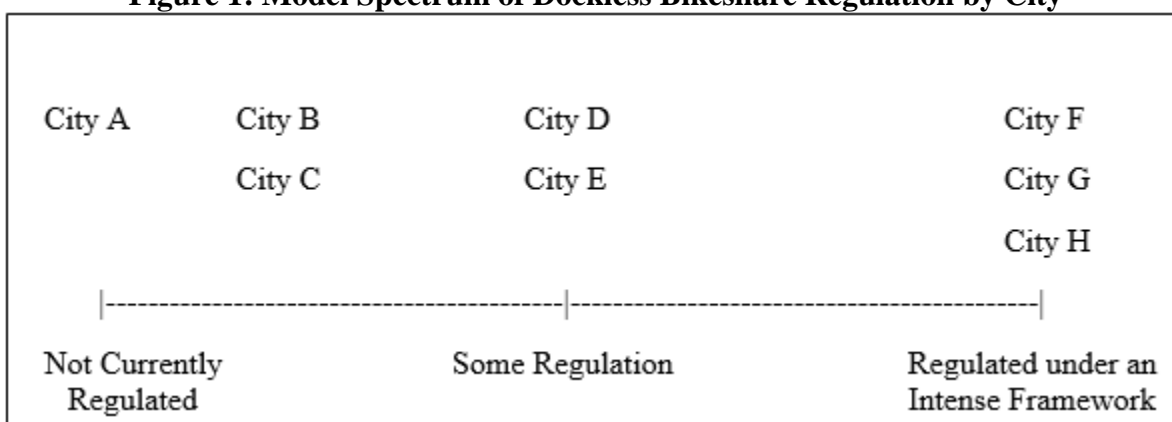 Figure 1: Model Spectrum of Dockless Bikeshare Regulation by City
City A City B City D City F
City C City E City G
City H
|-------------------------------------------|--------------------------------------------|
Not Currently Some Regulation Regulated under an
Regulated Intense Framework